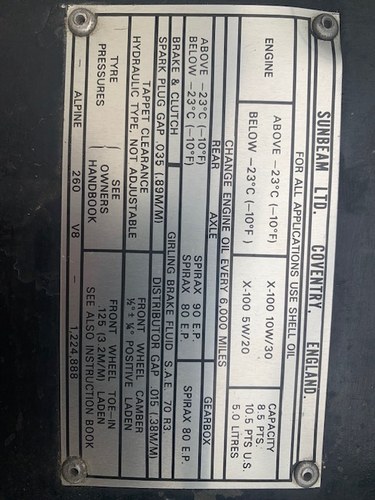 SUNBEAM LTD. COVENTRY. ENGLAND.
FOR ALL APPLICATIONS USE SHELL OIL
ENGINE
ABOVE -23°C (-10°F) X-100 10W/30
BELOW -23°C (-10°F) X-100 5W/20
CAPACITY
8.5 PTS.
10.5 PTS U.S.
5.0 LITRES
CHANGE ENGINE OIL EVERY 6,000 MILES
REAR AXLE GEARBOX
ABOVE -23°C (-10°F) SPIRAX 90 E.P.
BELOW -23°C (-10°F) SPIRAX 80 E.P.
SPIRAX 80 E.P.
BRAKE & CLUTCH GIRLING BRAKE FLUID S.A.E. 70 R3
SPARK PLUG GAP .035 (.89M/M) DISTRIBUTOR GAP .015 (.38M/M)
TAPPET CLEARANCE
HYDRAULIC TYPE, NOT ADJUSTABLE
FRONT WHEEL CAMBER
½° ± ¼° POSITIVE LADEN
TYRE PRESSURES
SEE OWNERS HANDBOOK
FRONT WHEEL TOE-IN
.125 (3.2M/M) LADEN
SEE ALSO INSTRUCTION BOOK
- ALPINE 260 V8 - 1,224,888